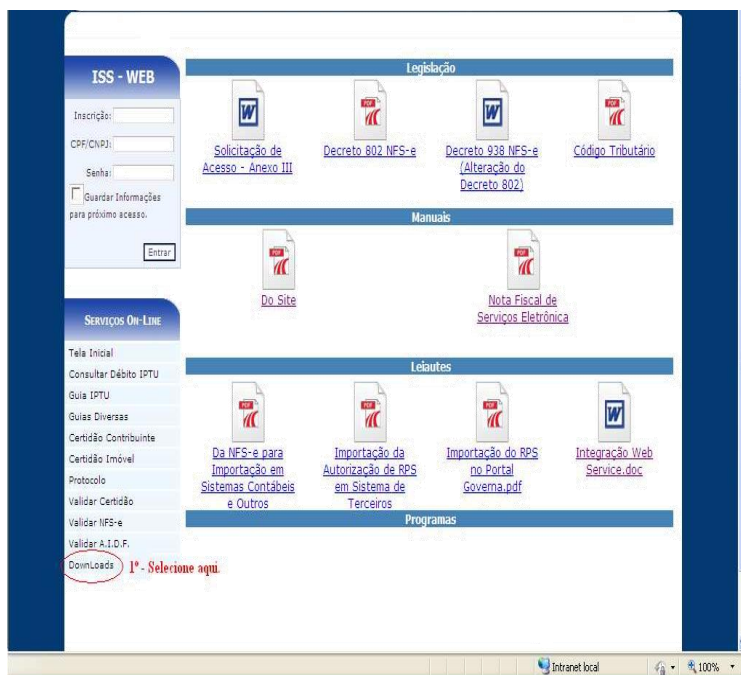 ISS - WEB
Inscrição:
CPF/CNPJ:
Senha:
Guardar Informações
para próximo acesso.
Entrar
SERVIÇOS ON-LINE
Tela Inicial
Consultar Débito IPTU
Guia IPTU
Guias Diversas
Certidão Contribuinte
Certidão Imóvel
Protocolo
Validar Certidão
Validar NFS-e
Validar A.I.D.F.
DownLoads
1º - Selecione aqui.
Legislação
Solicitação de
Acesso - Anexo III
Decreto 802 NFS-e
Decreto 938 NFS-e
(Alteração do
Decreto 802)
Código Tributário
Manuais
Do Site
Nota Fiscal de
Serviços Eletrônica
Leiautes
Da NFS-e para
Importação em
Sistemas Contábeis
e Outros
Importação da
Autorização de RPS
em Sistema de
Terceiros
Importação do RPS
no Portal
Governa.pdf
Integração Web
Service.doc
Programas
Intranet local
100%